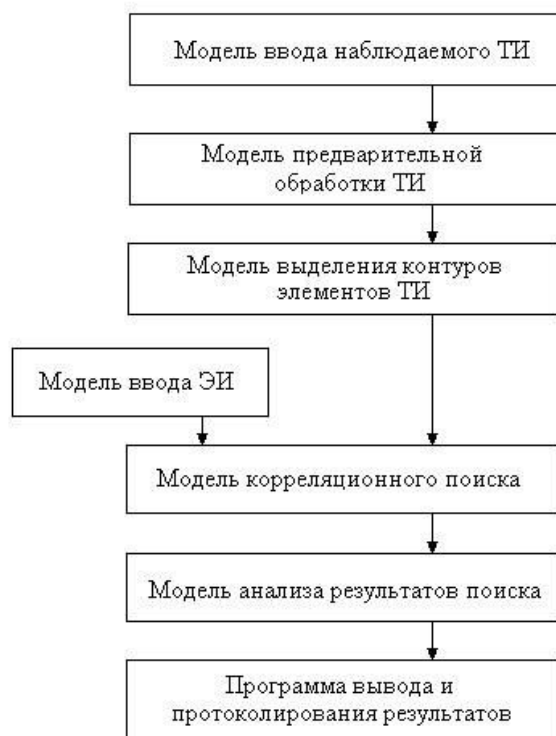 Модель ввода наблюдаемого ТИ
Модель предварительной
обработки ТИ
Модель выделения контуров
элементов ТИ
Модель ввода ЭИ
Модель корреляционного поиска
Модель анализа результатов поиска
Программа вывода и
протоколирования результатов